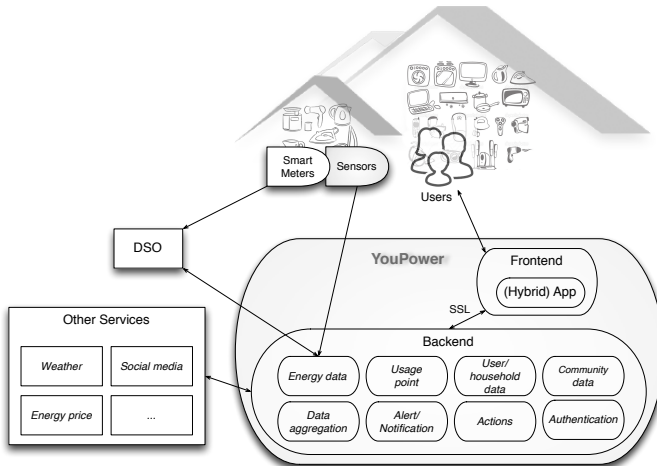 Smart
Meters
Sensors
Users
DSO
YouPower
Frontend
(Hybrid) App
SSL
Other Services
Weather
Social media
Energy price
...
Backend
Energy data
Usage
point
User/
household
data
Community
data
Data
aggregation
Alert/
Notification
Actions
Authentication